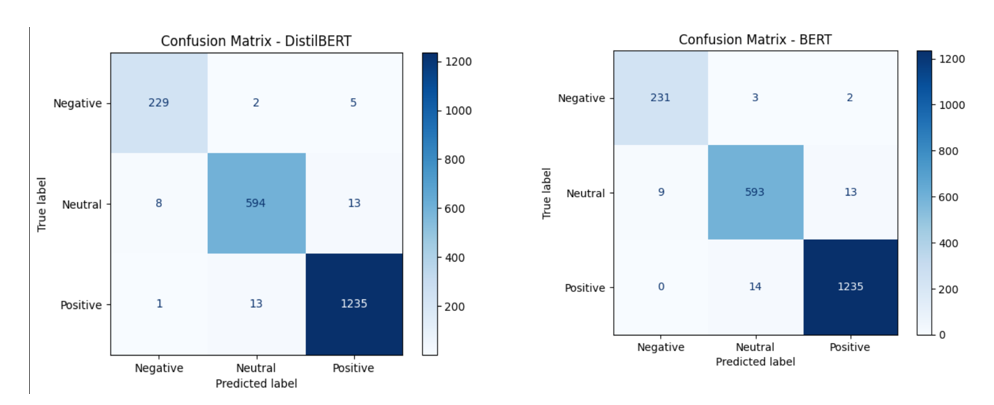 Confusion Matrix - DistilBERT
True label
Negative 229 2 5
Neutral 8 594 13
Positive 1 13 1235
Negative Neutral Positive
Predicted label
1200
1000
800
600
400
200
Confusion Matrix - BERT
True label
Negative 231 3 2
Neutral 9 593 13
Positive 0 14 1235
Negative Neutral Positive
Predicted label
1200
1000
800
600
400
200
0